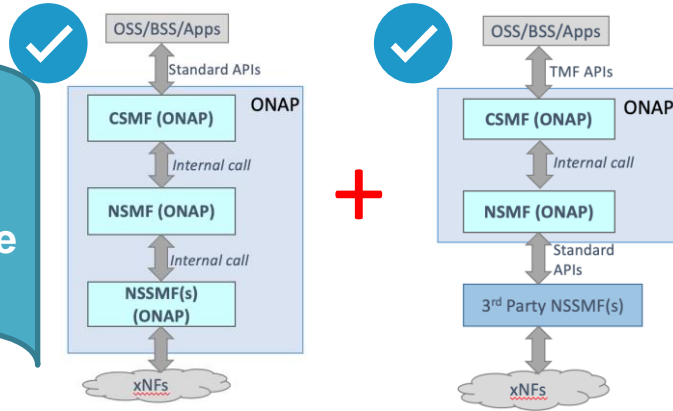 OSS/BSS/Apps
Standard APIs
ONAP
CSMF (ONAP)
Internal call
NSMF (ONAP)
Internal call
NSSMF(s)
(ONAP)
xNFs
e
+
OSS/BSS/Apps
TMF APIs
ONAP
CSMF (ONAP)
Internal call
NSMF (ONAP)
Standard
APIs
3rd Party NSSMF(s)
xNFs